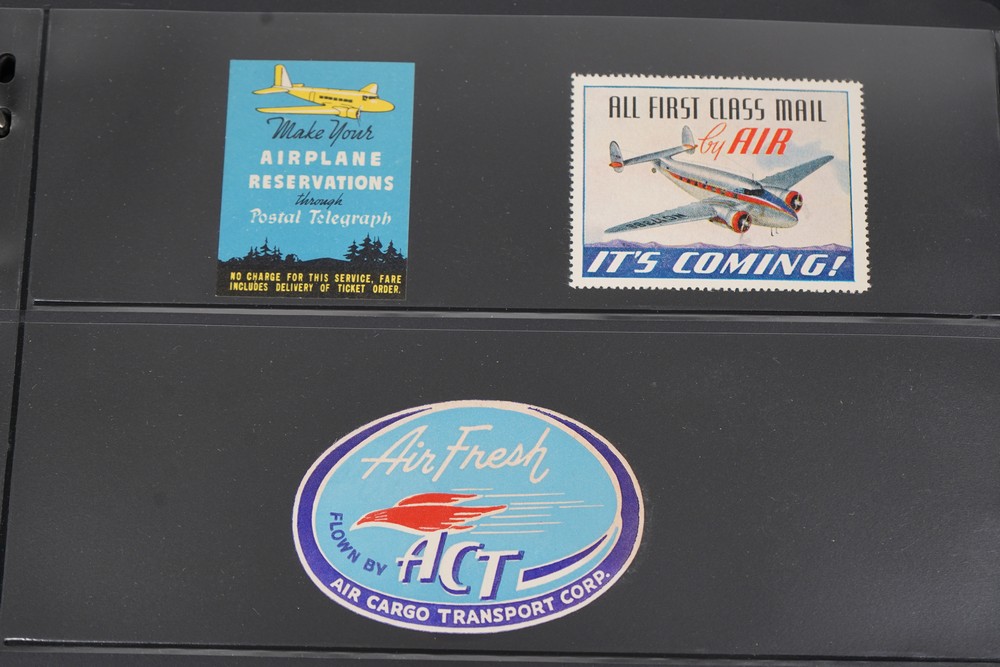 Make Your
AIRPLANE
RESERVATIONS
through
Postal Telegraph
NO CHARGE FOR THIS SERVICE, FARE
INCLUDES DELIVERY OF TICKET ORDER.
ALL FIRST CLASS MAIL
by AIR
IT'S COMING!
Air Fresh
FLOWN BY
ACT
AIR CARGO TRANSPORT CORP.